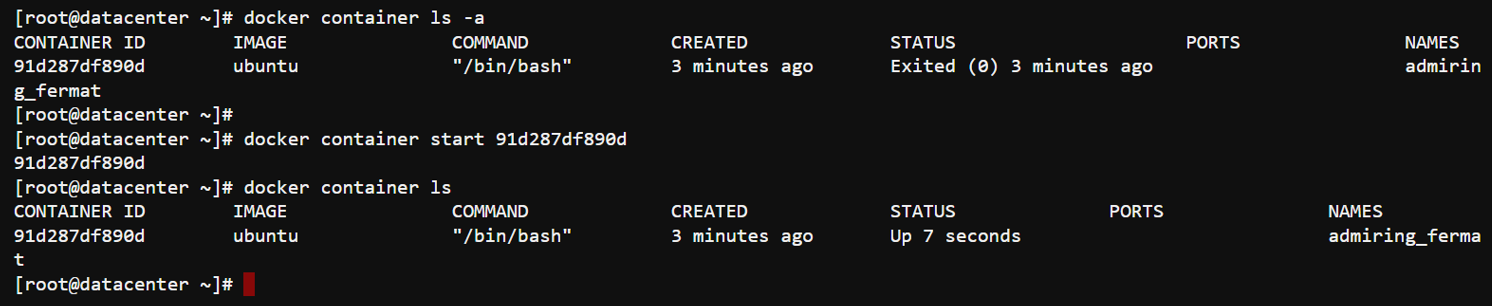 [root@datacenter ~]# docker container ls -a
CONTAINER ID        IMAGE               COMMAND             CREATED             STATUS                     PORTS               NAMES
91d287df890d        ubuntu              "/bin/bash"         3 minutes ago       Exited (0) 3 minutes ago                       admirin
g_fermat
[root@datacenter ~]#
[root@datacenter ~]# docker container start 91d287df890d
91d287df890d
[root@datacenter ~]# docker container ls
CONTAINER ID        IMAGE               COMMAND             CREATED             STATUS              PORTS               NAMES
91d287df890d        ubuntu              "/bin/bash"         3 minutes ago       Up 7 seconds                            admiring_ferma
t
[root@datacenter ~]#